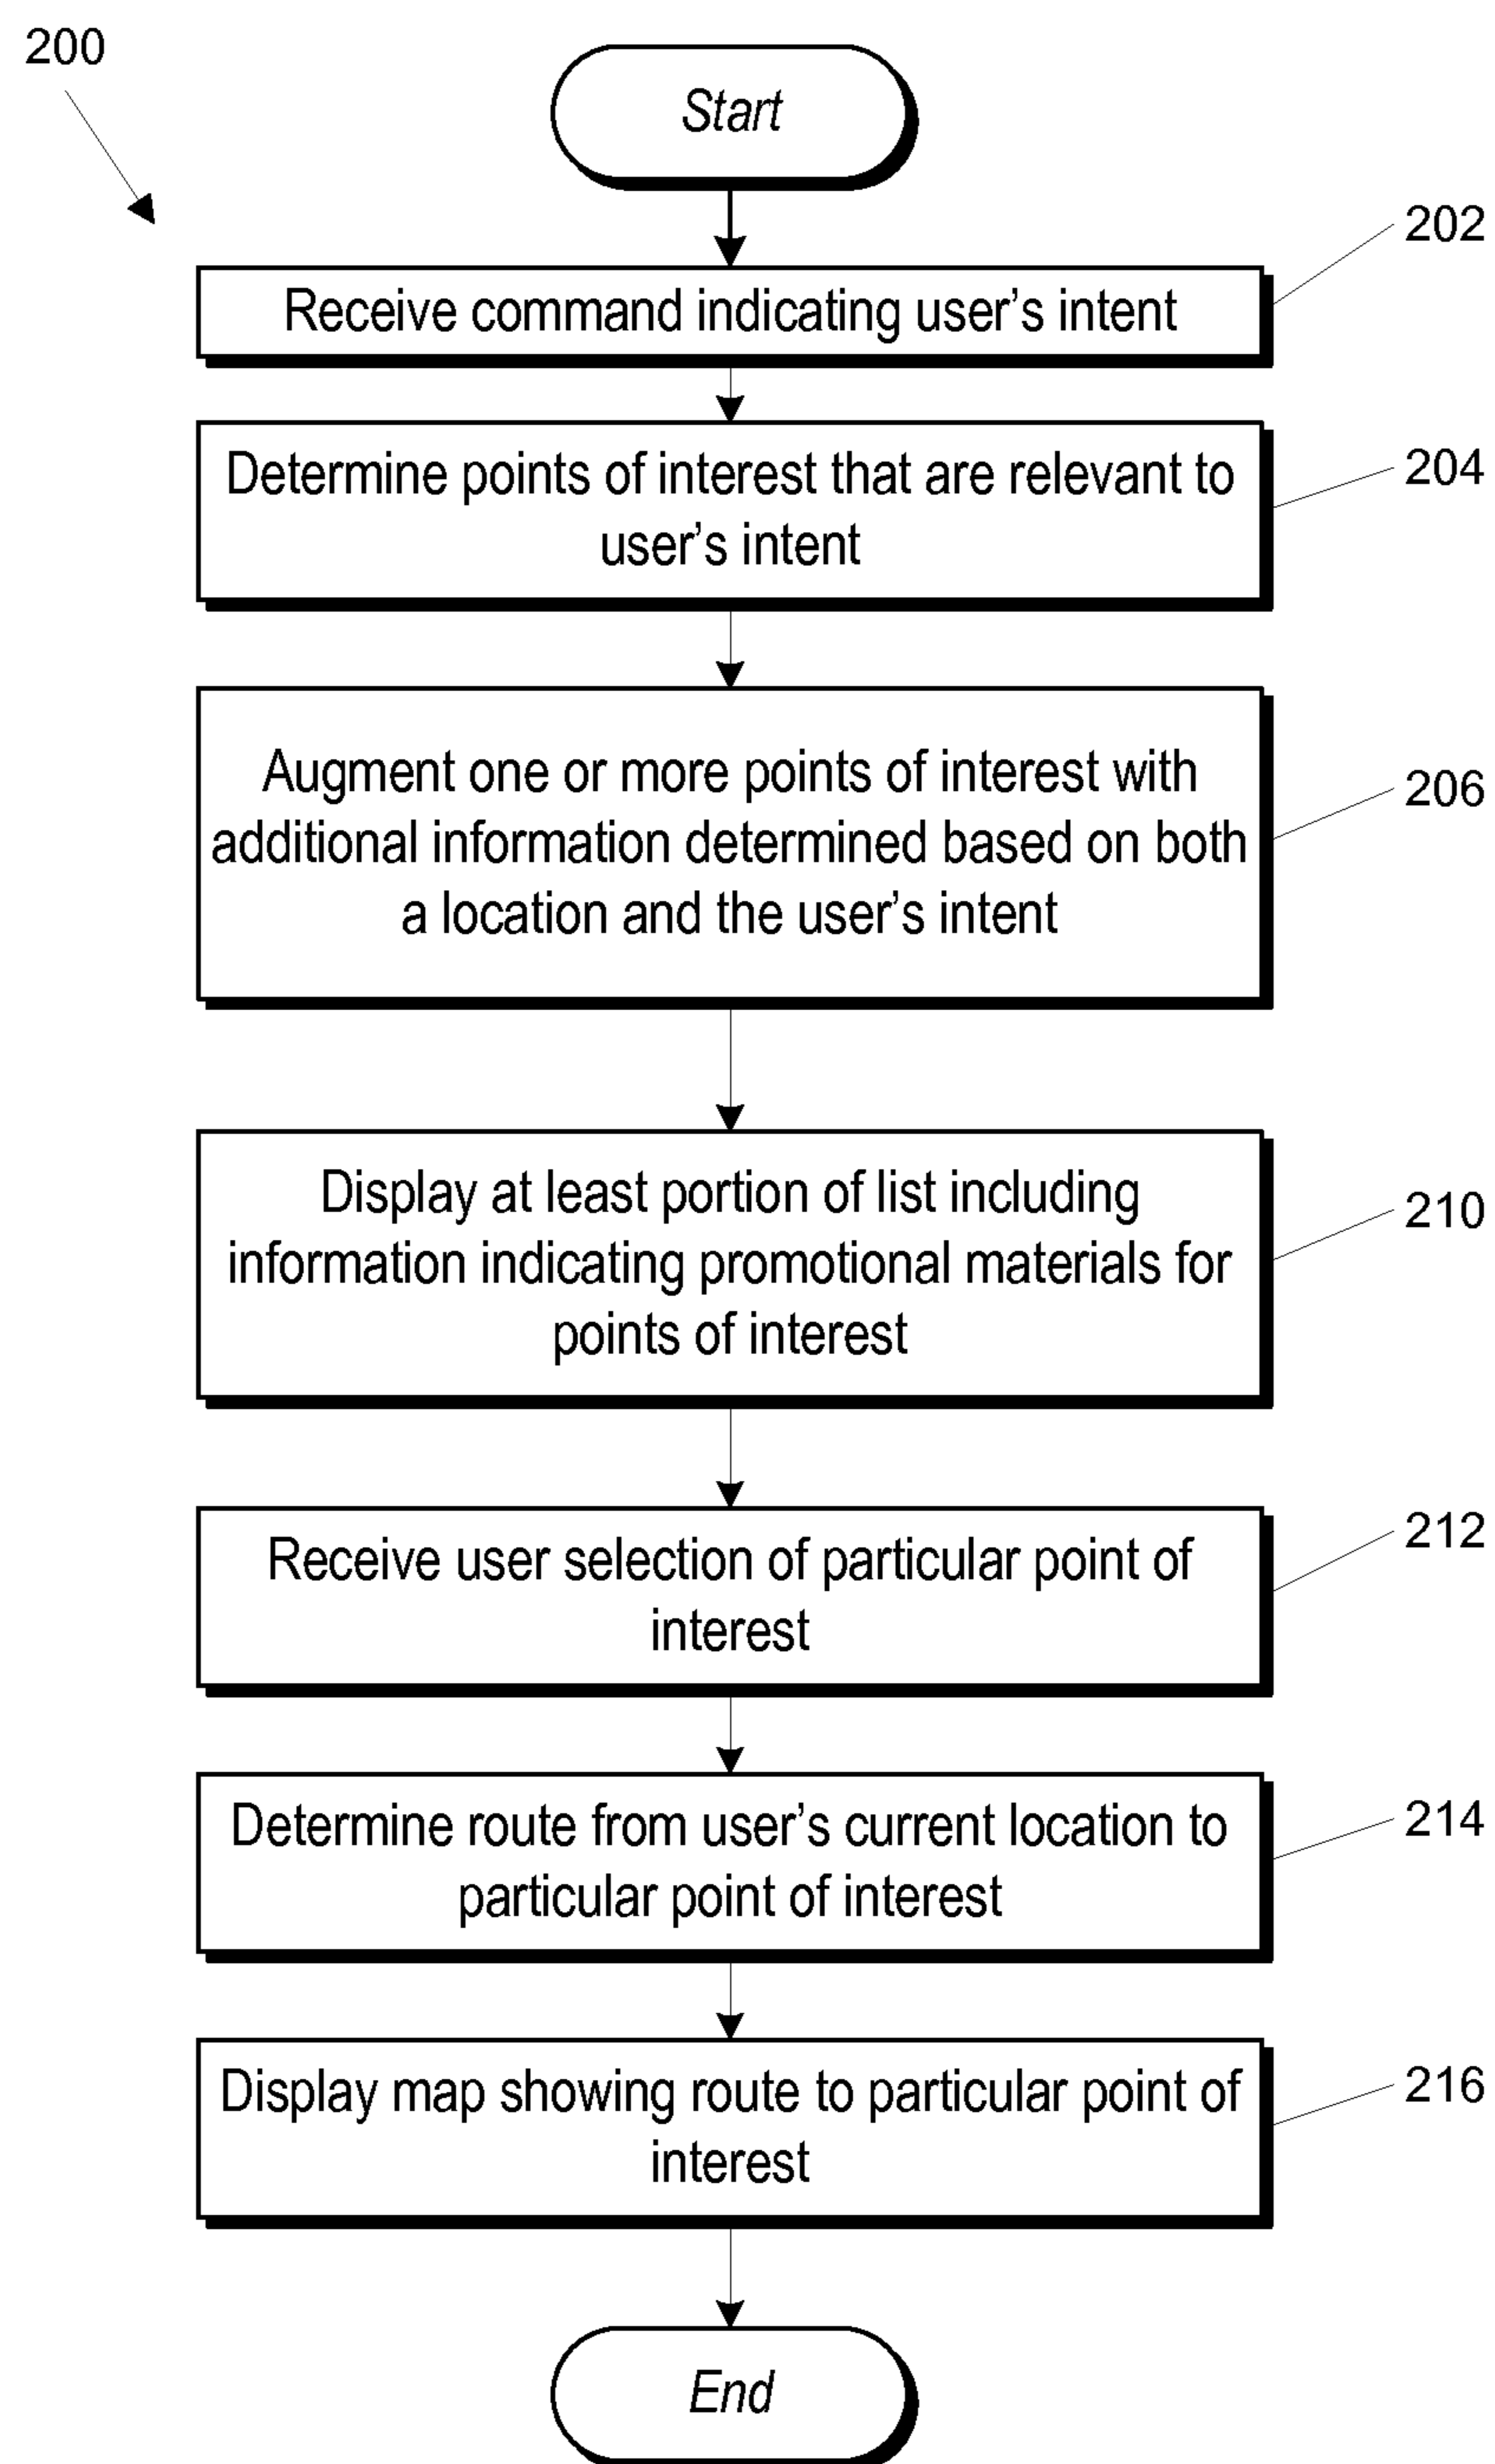 200
Start
202
Receive command indicating user's intent
204
Determine points of interest that are relevant to
user's intent
206
Augment one or more points of interest with
additional information determined based on both
a location and the user's intent
210
Display at least portion of list including
information indicating promotional materials for
points of interest
212
Receive user selection of particular point of
interest
214
Determine route from user's current location to
particular point of interest
216
Display map showing route to particular point of
interest
End